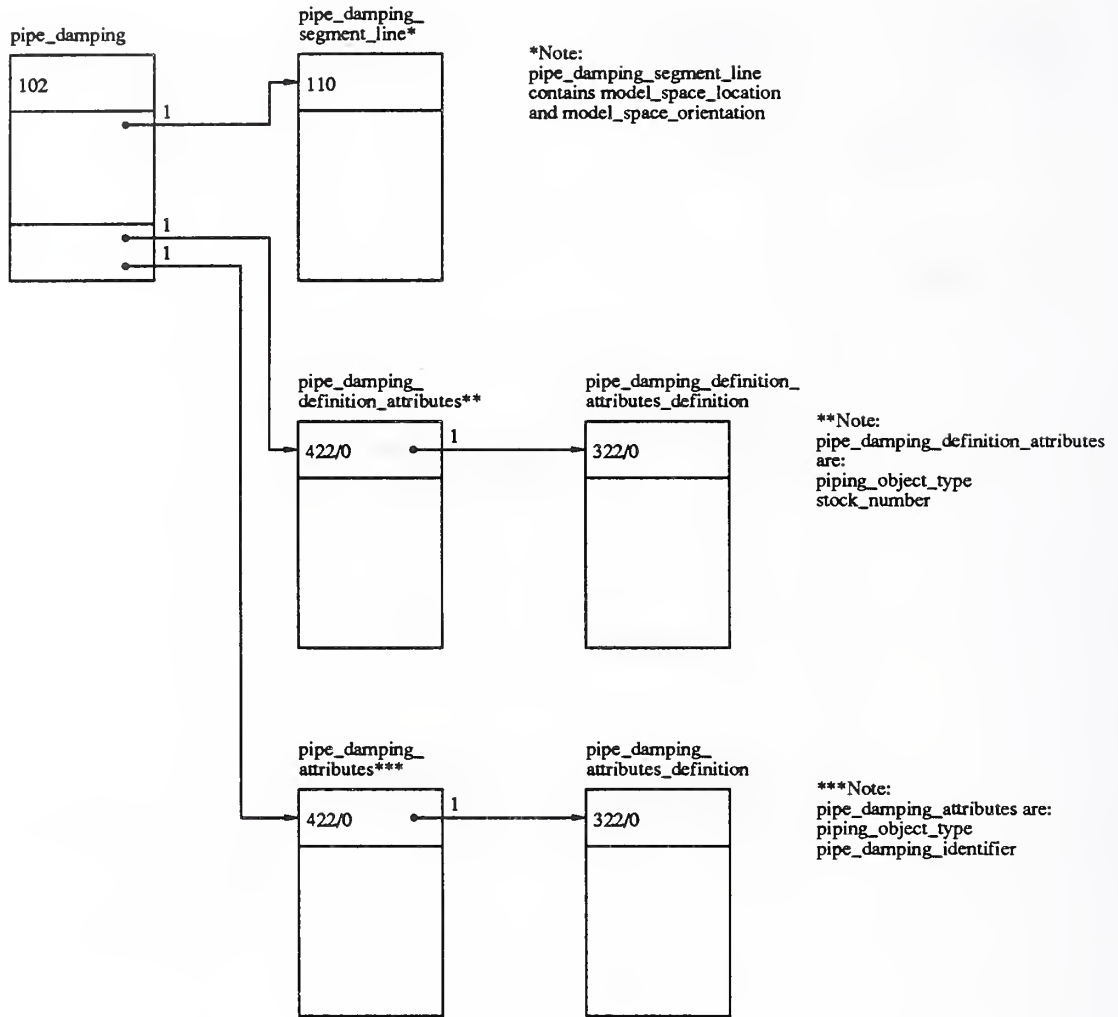 pipe_damping
102
1
1
1
pipe_damping_
segment_line*
110
*Note:
pipe_damping_segment_line
contains model_space_location
and model_space_orientation
pipe_damping_
definition_attributes**
422/0
1
pipe_damping_definition_
attributes_definition
322/0
**Note:
pipe_damping_definition_attributes
are:
piping_object_type
stock_number
pipe_damping_
attributes***
422/0
1
pipe_damping_
attributes_definition
322/0
***Note:
pipe_damping_attributes are:
piping_object_type
pipe_damping_identifier